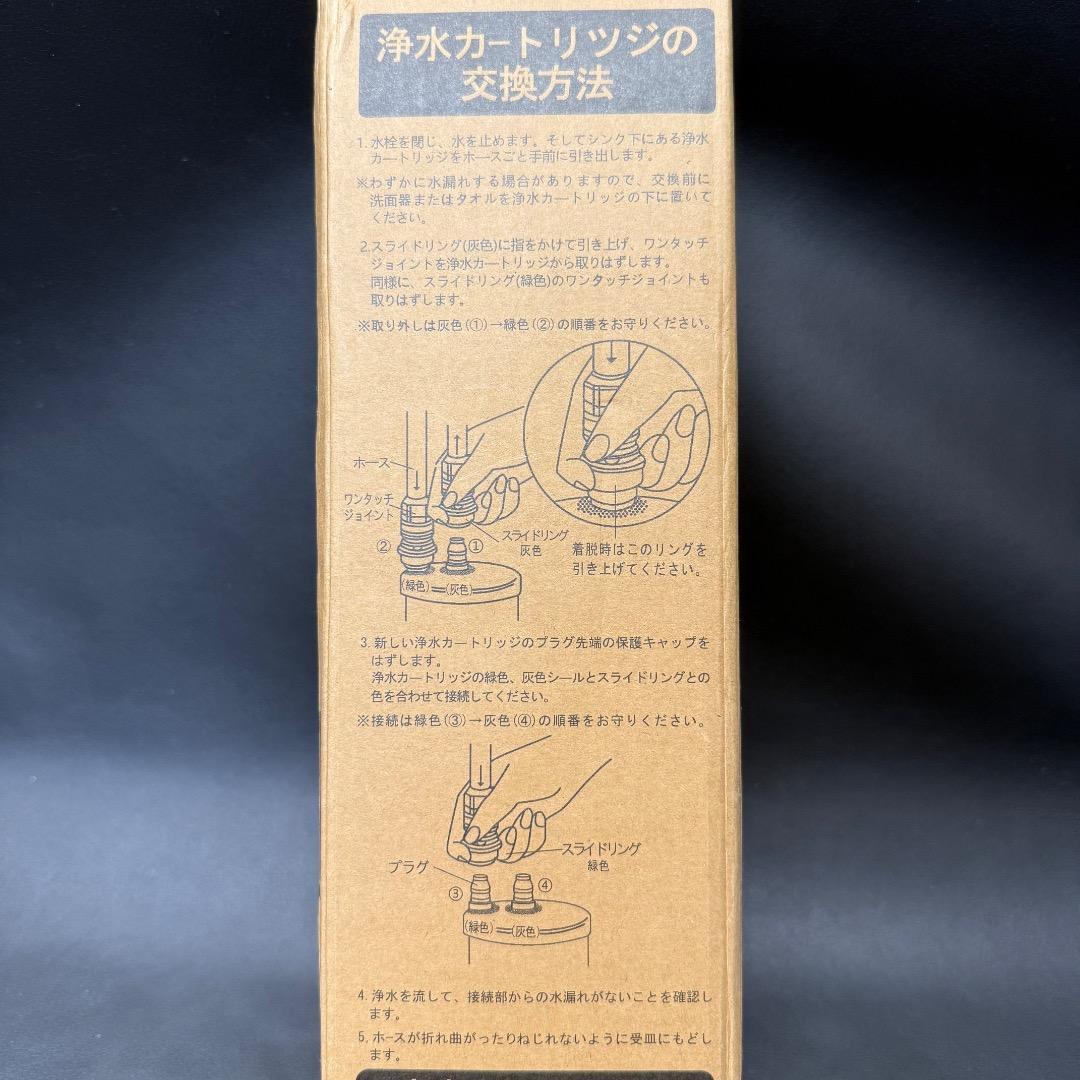 浄水カートリツジの
交換方法
1.水栓を閉じ、水を止めます。そしてシンク下にある浄水
カートリッジをホースごと手前に引き出します。
※わずかに水漏れする場合がありますので、交換前に
洗面器またはタオルを浄水カートリッジの下に置いて
ください。
2.スライドリング(灰色)に指をかけて引き上げ、ワンタッチ
ジョイントを浄水カートリッジから取りはずします。
同様に、スライドリング(緑色)のワンタッチジョイントも
取りはずします。
※取り外しは灰色(①)→緑色(②)の順番をお守りください。
ホース
ワンタッチ
ジョイント
②
①
スライドリング
灰色
着脱時はこのリングを
引き上げてください。
(緑色)
(灰色)
3.新しい浄水カートリッジのプラグ先端の保護キャップを
はずします。
浄水カートリッジの緑色、灰色シールとスライドリングとの
色を合わせて接続してください。
※接続は緑色(③)→灰色(④)の順番をお守りください。
スライドリング
緑色
プラグ
③
④
(緑色)
(灰色)
4.浄水を流して、接続部からの水漏れがないことを確認し
ます。
5.ホースが折れ曲がったりねじれないように受皿にもどし
ます。